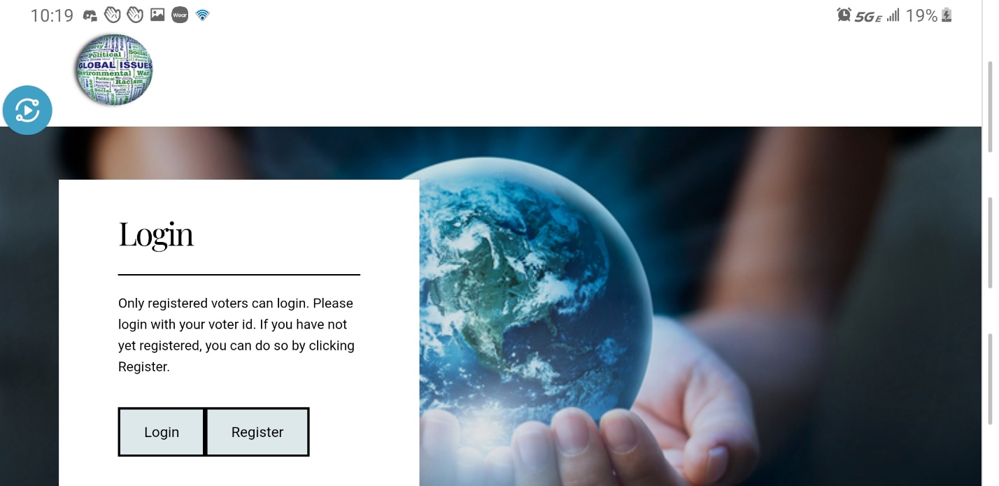 10:19 Wear 5GE 19%
Political Social
GLOBAL ISSUES
Environmental War
Political
Racism
Social
Login
Only registered voters can login. Please
login with your voter id. If you have not
yet registered, you can do so by clicking
Register.
Login Register